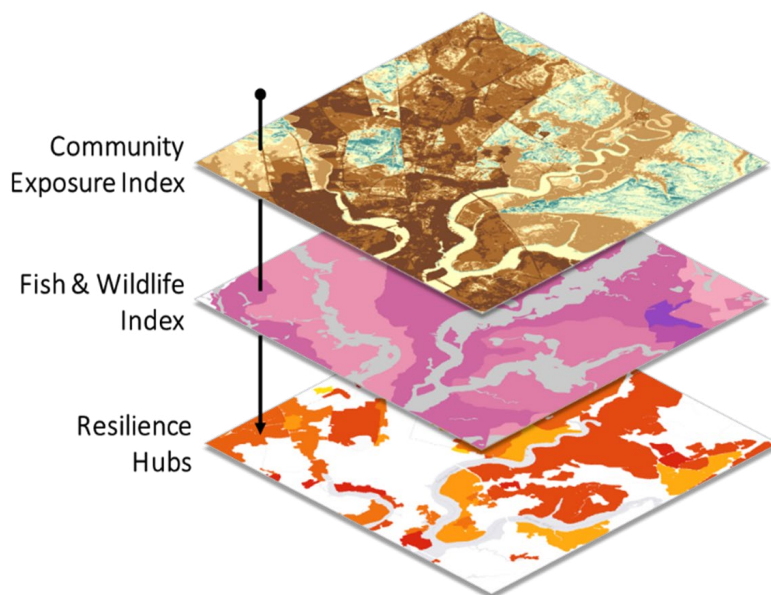 Community
Exposure Index
Fish & Wildlife
Index
Resilience
Hubs